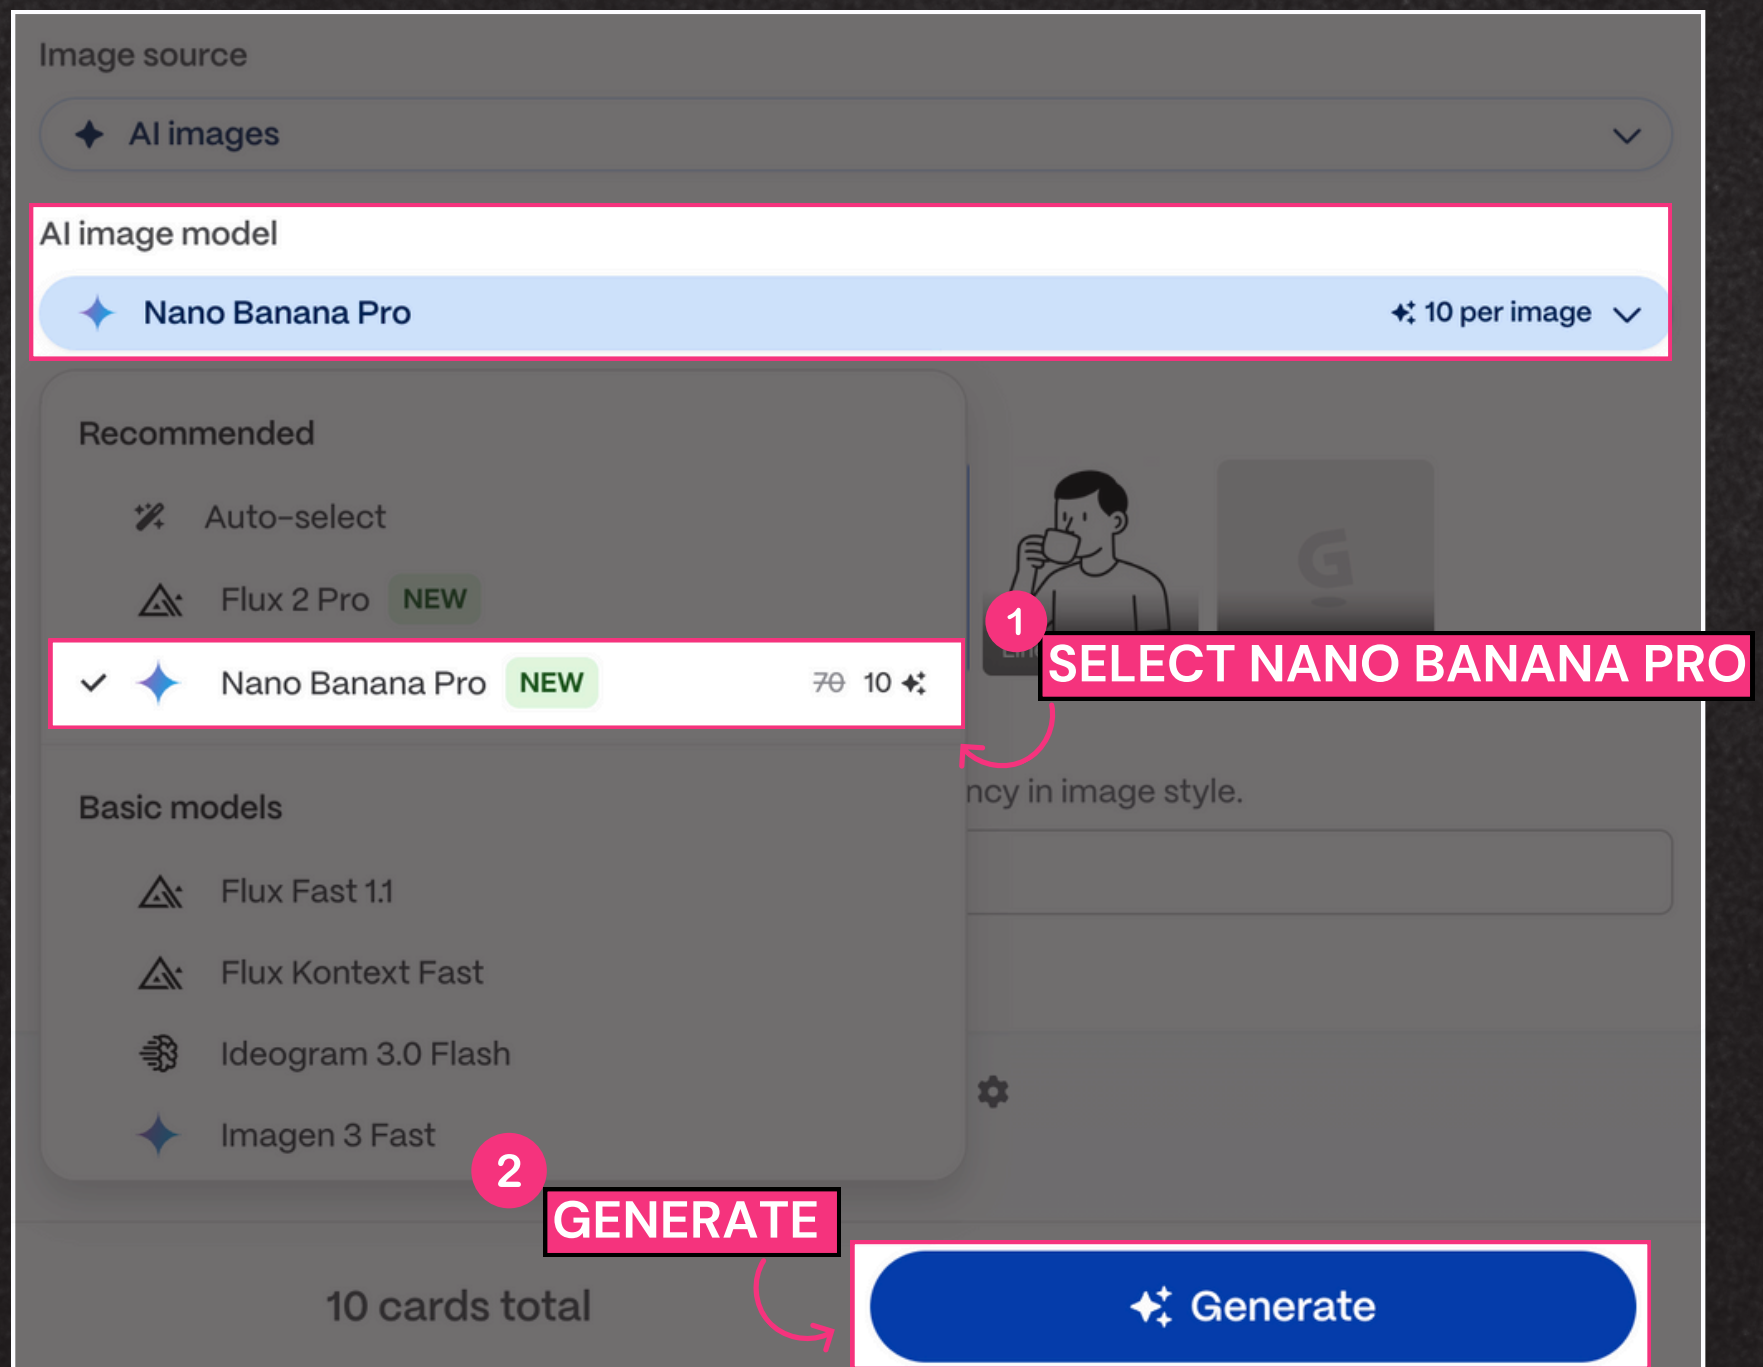 Image source
AI images
AI image model
Nano Banana Pro
10 per image
Recommended
Auto-select
Flux 2 Pro NEW
Nano Banana Pro NEW 70 10
1
SELECT NANO BANANA PRO
ncy in image style.
Basic models
Flux Fast 1.1
Flux Kontext Fast
Ideogram 3.0 Flash
Imagen 3 Fast
2
GENERATE
10 cards total
Generate